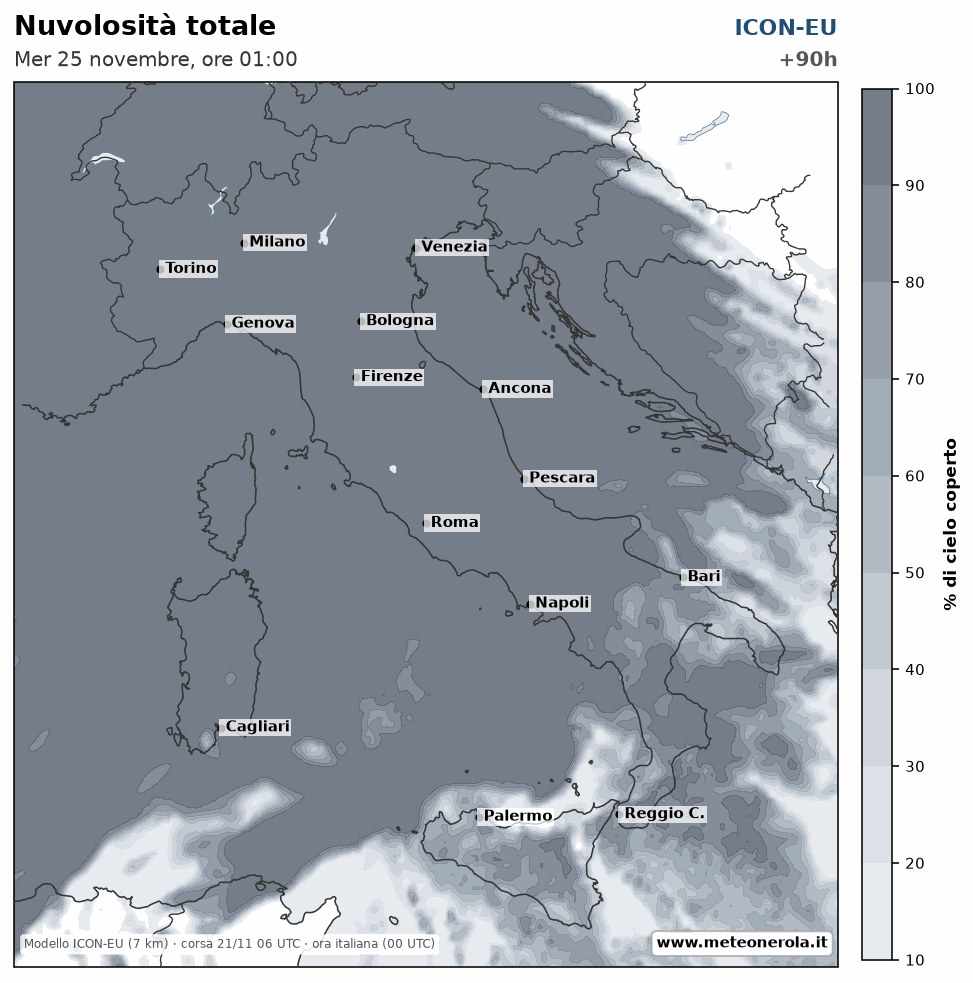 Nuvolosità totale
ICON-EU
Mer 25 novembre, ore 01:00
+90h
100
90
80
70
60
50
40
30
20
10
% di cielo coperto
Milano
Venezia
Torino
Genova
Bologna
Firenze
Ancona
Pescara
Roma
Bari
Napoli
Cagliari
Palermo
Reggio C.
Modello ICON-EU (7 km) · corsa 21/11 06 UTC · ora italiana (00 UTC)
www.meteonerola.it